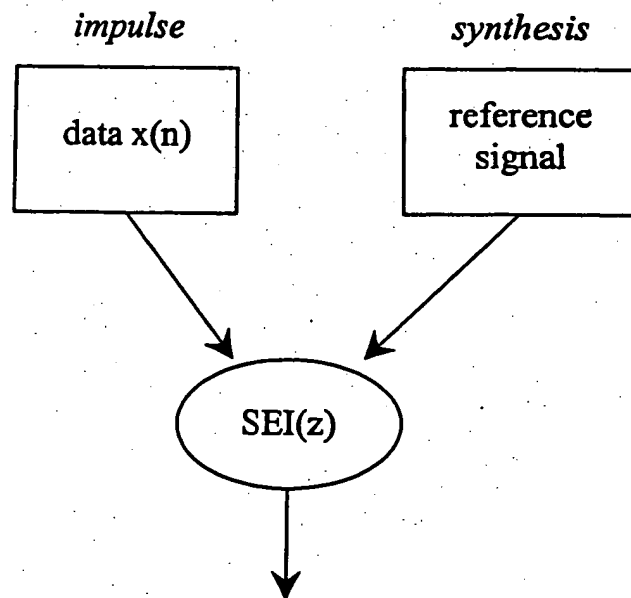 impulse
synthesis
data x(n)
reference
signal
SEI(z)